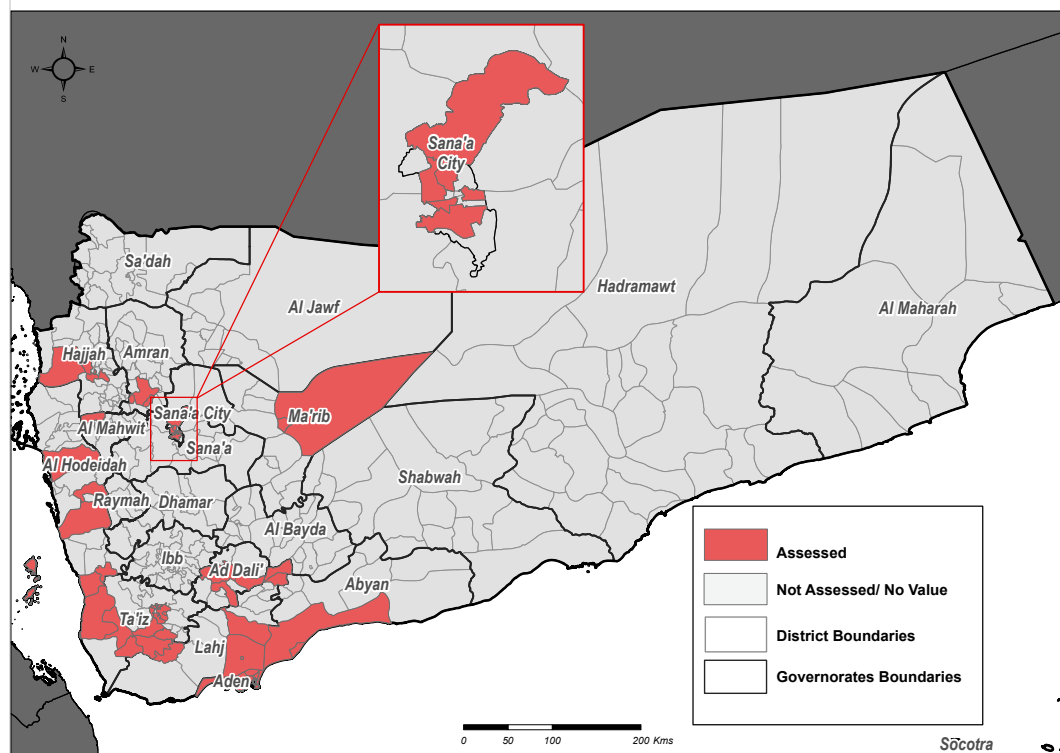 N
W E
S
Sana'a
City
Sa'dah
Al Jawf
Hadramawt
Al Maharah
Hajjah
Amran
Sana'a City
Ma'rib
Al Mahwit
Sana'a
Al Hodeidah
Shabwah
Raymah
Dhamar
Al Bayda
Ibb
Ad Dali'
Abyan
Ta'iz
Lahj
Aden
Assessed
Not Assessed/ No Value
District Boundaries
Governorates Boundaries
0 50 100 200 Kms
Socotra